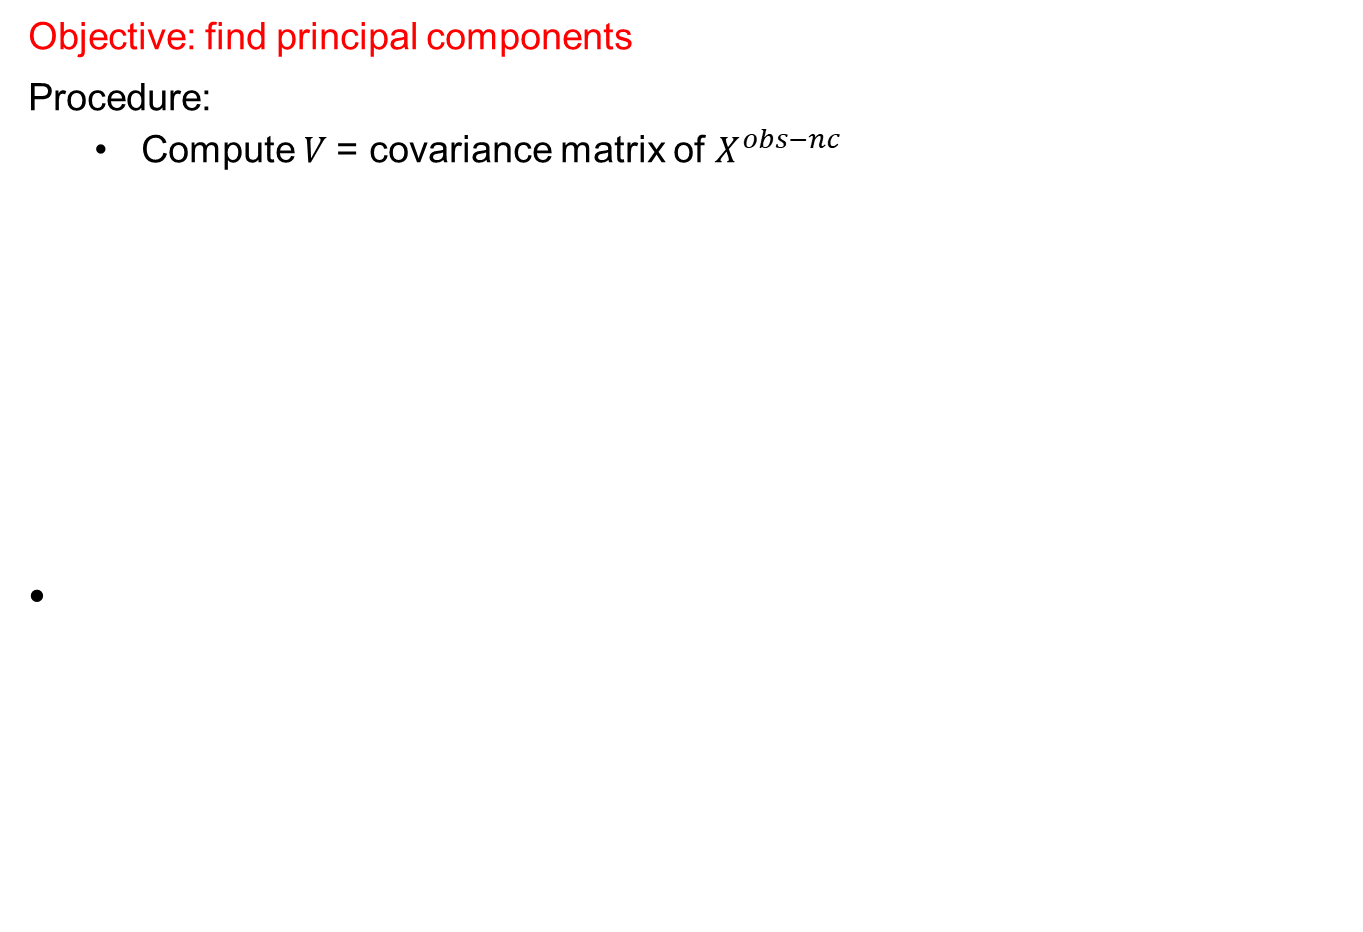 Objective: find principal components
Procedure:
• Compute V = covariance matrix of X^{obs−nc}
•